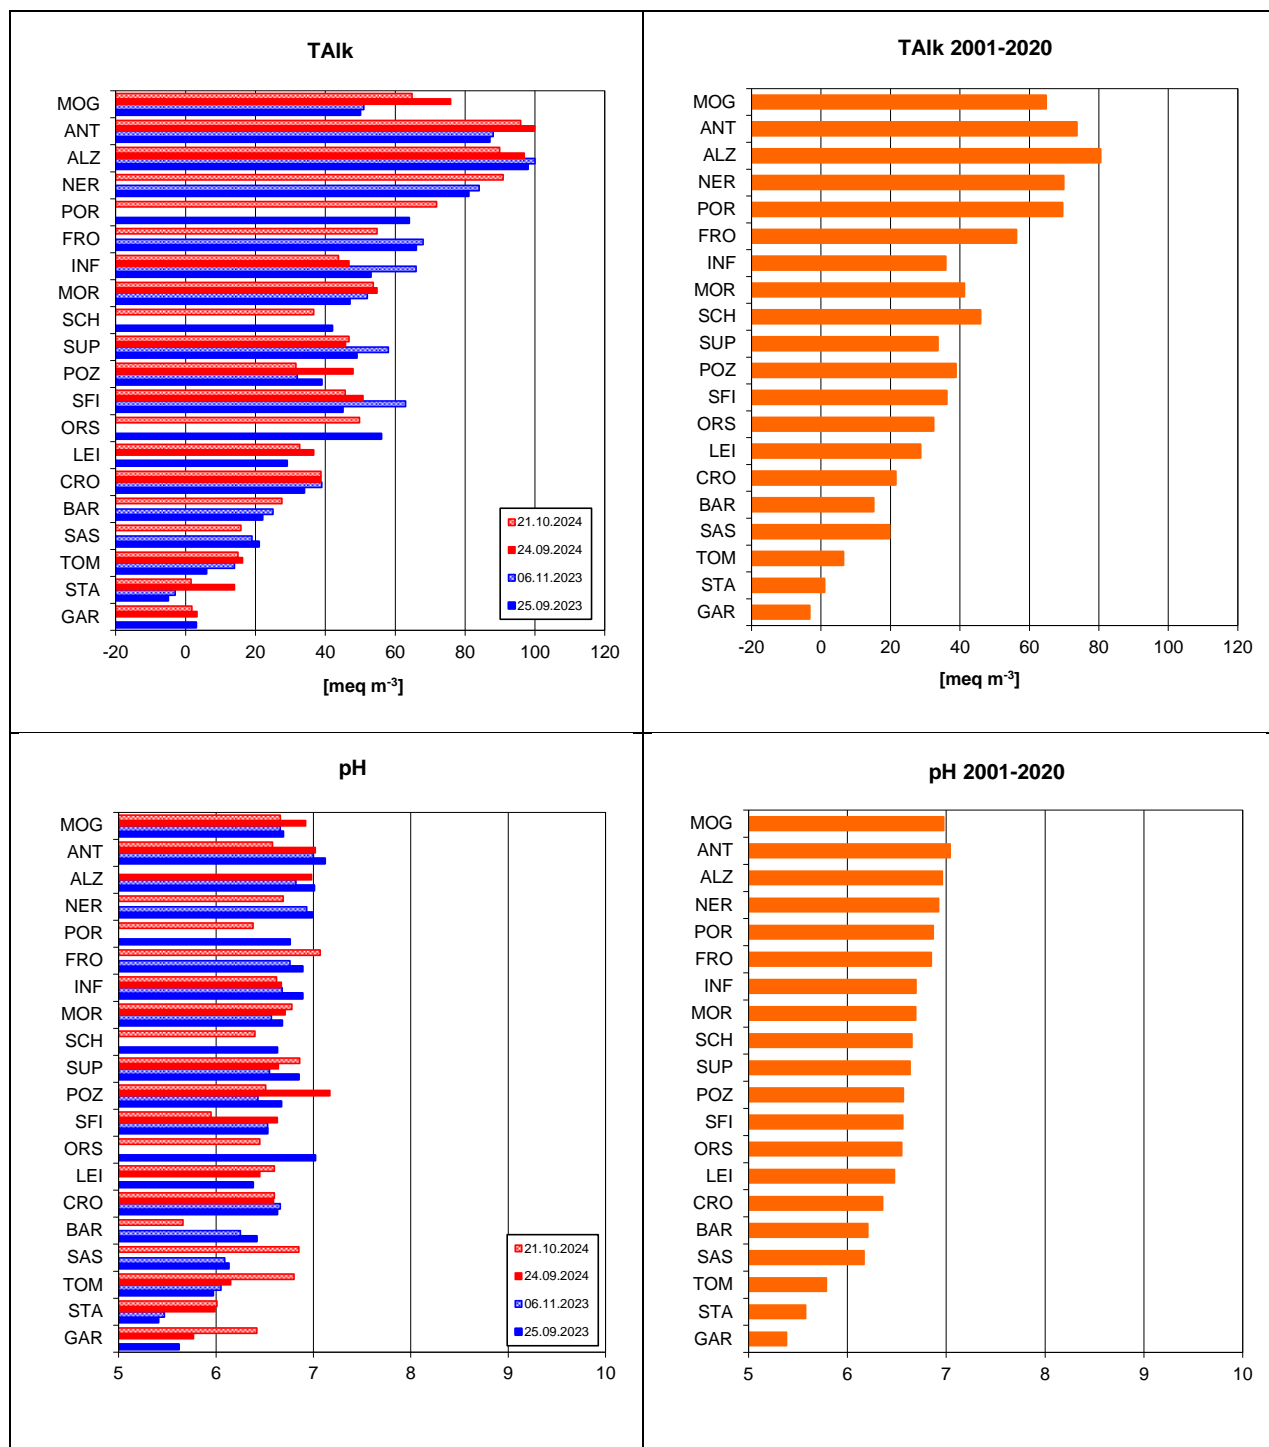 TAlk
MOG
ANT
ALZ
NER
POR
FRO
INF
MOR
SCH
SUP
POZ
SFI
ORS
LEI
CRO
BAR
SAS
TOM
STA
GAR
21.10.2024
24.09.2024
06.11.2023
25.09.2023
-20 0 20 40 60 80 100 120
[meq m-3]
TAlk 2001-2020
MOG
ANT
ALZ
NER
POR
FRO
INF
MOR
SCH
SUP
POZ
SFI
ORS
LEI
CRO
BAR
SAS
TOM
STA
GAR
-20 0 20 40 60 80 100 120
[meq m-3]
pH
MOG
ANT
ALZ
NER
POR
FRO
INF
MOR
SCH
SUP
POZ
SFI
ORS
LEI
CRO
BAR
SAS
TOM
STA
GAR
21.10.2024
24.09.2024
06.11.2023
25.09.2023
5 6 7 8 9 10
pH 2001-2020
MOG
ANT
ALZ
NER
POR
FRO
INF
MOR
SCH
SUP
POZ
SFI
ORS
LEI
CRO
BAR
SAS
TOM
STA
GAR
5 6 7 8 9 10